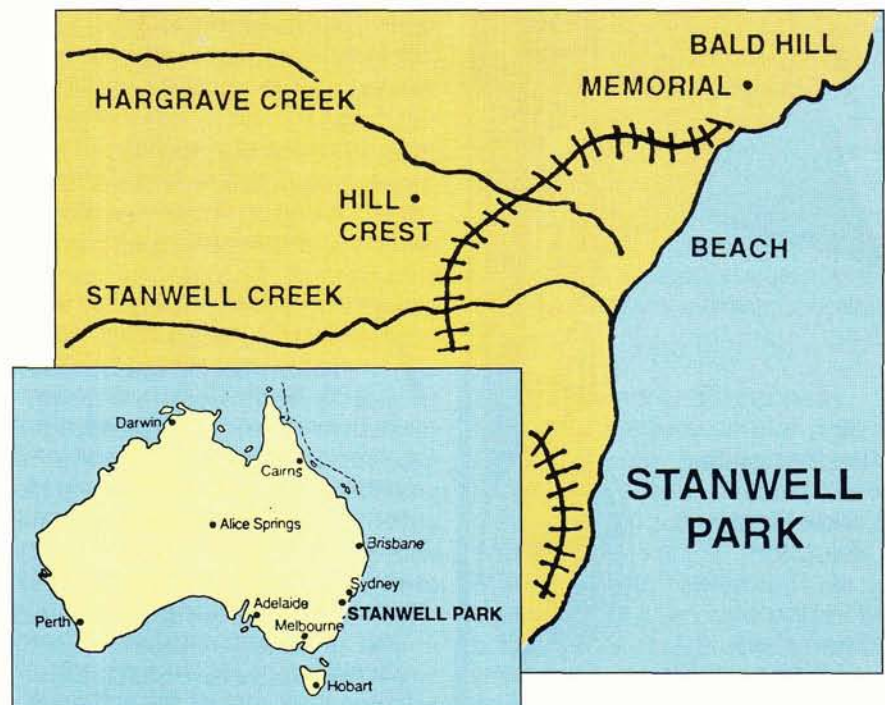 BALD HILL
MEMORIAL
HARGRAVE CREEK
HILL
CREST
BEACH
STANWELL CREEK
STANWELL
PARK
Darwin
Cairns
Alice Springs
Brisbane
Sydney
Adelaide
STANWELL PARK
Perth
Melbourne
Hobart